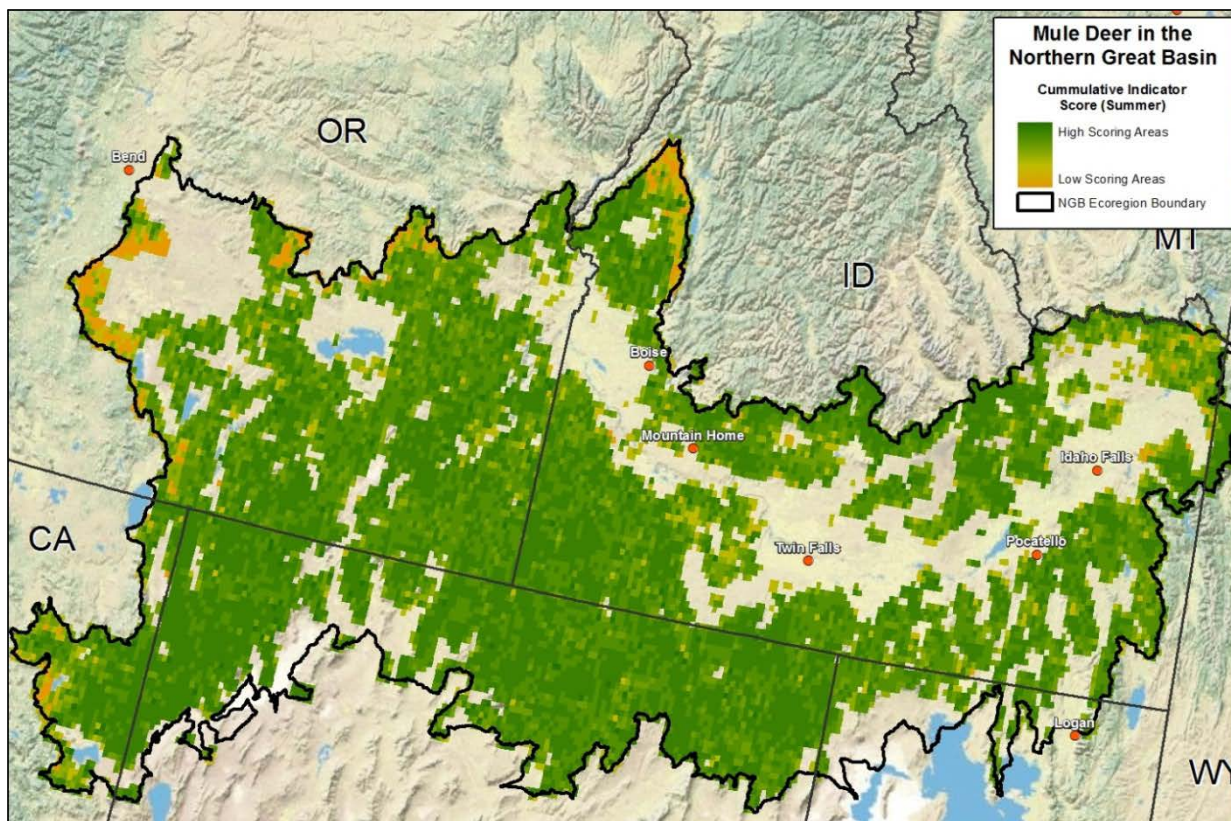 Mule Deer in the
Northern Great Basin
Cummulative Indicator
Score (Summer)
High Scoring Areas
Low Scoring Areas
NGB Ecoregion Boundary
OR
Bend
MT
ID
Boise
Mountain Home
Idaho Falls
CA
Twin Falls
Pocatello
Logan
WY